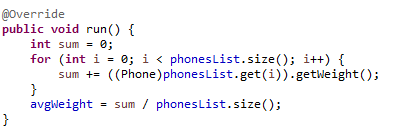 @Override
public void run() {
    int sum = 0;
    for (int i = 0; i < phonesList.size(); i++) {
        sum += ((Phone)phonesList.get(i)).getWeight();
    }
    avgWeight = sum / phonesList.size();
}